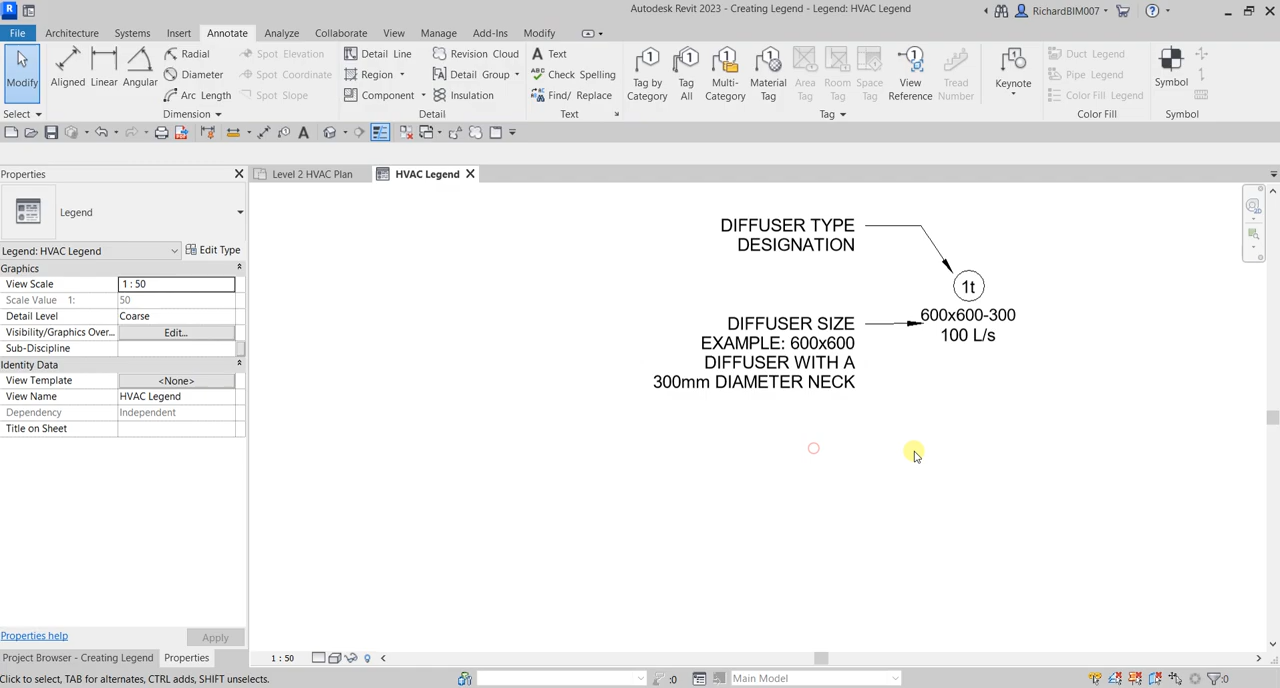 Autodesk Revit 2023 - Creating Legend - Legend: HVAC Legend
RichardBIM007
File Architecture Systems Insert Annotate Analyze Collaborate View Manage Add-Ins Modify
Modify
Select
Aligned Linear Angular
Radial
Diameter
Arc Length
Spot Elevation
Spot Coordinate
Spot Slope
Dimension
Detail Line
Region
Component
Revision Cloud
Detail Group
Insulation
Detail
Text
Check Spelling
Find/ Replace
Text
Tag by Category
Tag All
Multi-Category
Material Tag
Area Tag
Room Tag
Space Tag
View Reference
Tread Number
Tag
Keynote
Duct Legend
Pipe Legend
Color Fill Legend
Color Fill
Symbol
Symbol
Properties
Level 2 HVAC Plan
HVAC Legend
Legend
Legend: HVAC Legend
Edit Type
Graphics
View Scale 1 : 50
Scale Value 1: 50
Detail Level Coarse
Visibility/Graphics Over... Edit...
Sub-Discipline
Identity Data
View Template <None>
View Name HVAC Legend
Dependency Independent
Title on Sheet
DIFFUSER TYPE
DESIGNATION
1t
600x600-300
100 L/s
DIFFUSER SIZE
EXAMPLE: 600x600
DIFFUSER WITH A
300mm DIAMETER NECK
Properties help
Apply
Project Browser - Creating Legend Properties
1 : 50
Click to select, TAB for alternates, CTRL adds, SHIFT unselects.
:0
Main Model
:0